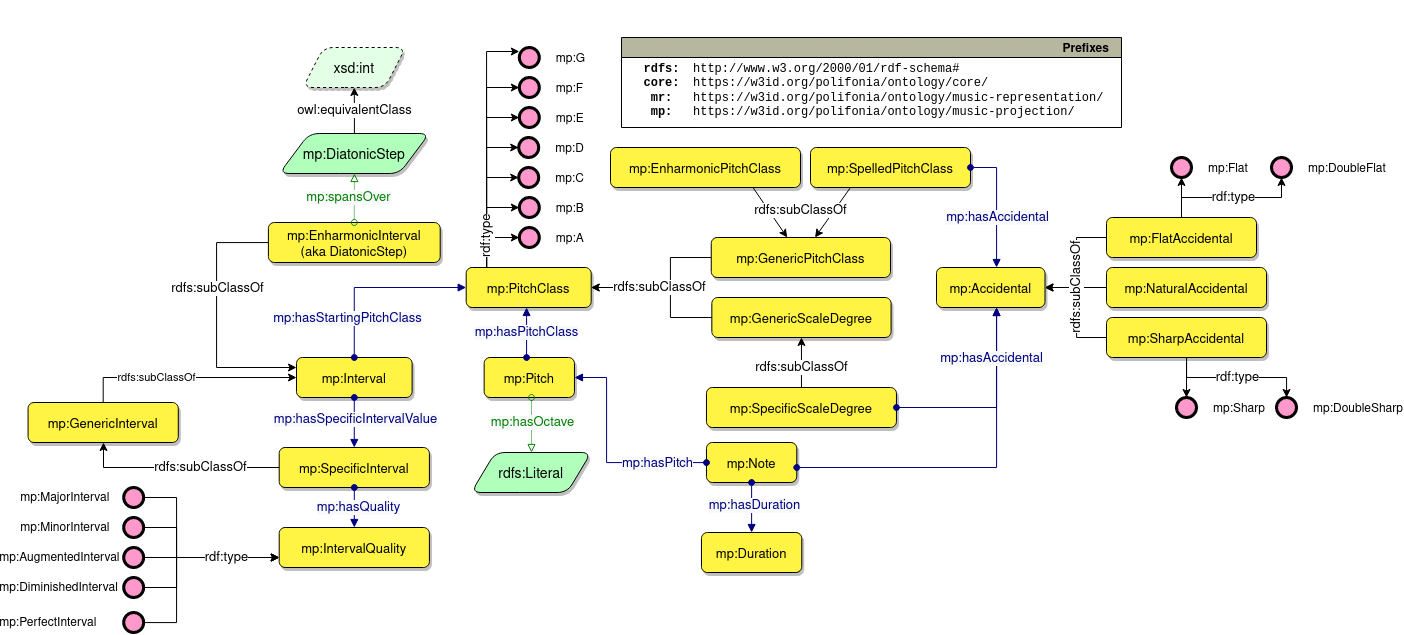 xsd:int
owl:equivalentClass
mp:DiatonicStep
mp:spansOver
mp:EnharmonicInterval
(aka DiatonicStep)
rdfs:subClassOf
mp:hasStartingPitchClass
mp:Interval
rdfs:subClassOf
mp:GenericInterval
mp:hasSpecificIntervalValue
rdfs:subClassOf
mp:SpecificInterval
mp:hasQuality
mp:IntervalQuality
mp:MajorInterval
mp:MinorInterval
mp:AugmentedInterval
mp:DiminishedInterval
mp:PerfectInterval
rdf:type
mp:G
mp:F
mp:E
mp:D
mp:C
mp:B
mp:A
rdf:type
mp:PitchClass
mp:hasPitchClass
mp:Pitch
mp:hasOctave
rdfs:Literal
Prefixes
rdfs: http://www.w3.org/2000/01/rdf-schema#
core: https://w3id.org/polifonia/ontology/core/
mr: https://w3id.org/polifonia/ontology/music-representation/
mp: https://w3id.org/polifonia/ontology/music-projection/
mp:EnharmonicPitchClass
mp:SpelledPitchClass
rdfs:subClassOf
mp:GenericPitchClass
rdfs:subClassOf
mp:GenericScaleDegree
rdfs:subClassOf
mp:SpecificScaleDegree
mp:hasPitch
mp:Note
mp:hasDuration
mp:Duration
mp:hasAccidental
mp:Accidental
mp:hasAccidental
mp:Flat
mp:DoubleFlat
rdf:type
mp:FlatAccidental
rdfs:subClassOf
mp:NaturalAccidental
mp:SharpAccidental
rdf:type
mp:Sharp
mp:DoubleSharp